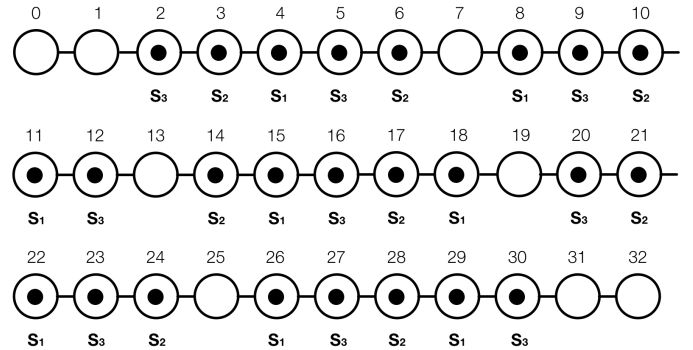 0 1 2 3 4 5 6 7 8 9 10
S3 S2 S1 S3 S2 S1 S3 S2
11 12 13 14 15 16 17 18 19 20 21
S1 S3 S2 S1 S3 S2 S1 S3 S2
22 23 24 25 26 27 28 29 30 31 32
S1 S3 S2 S1 S3 S2 S1 S3